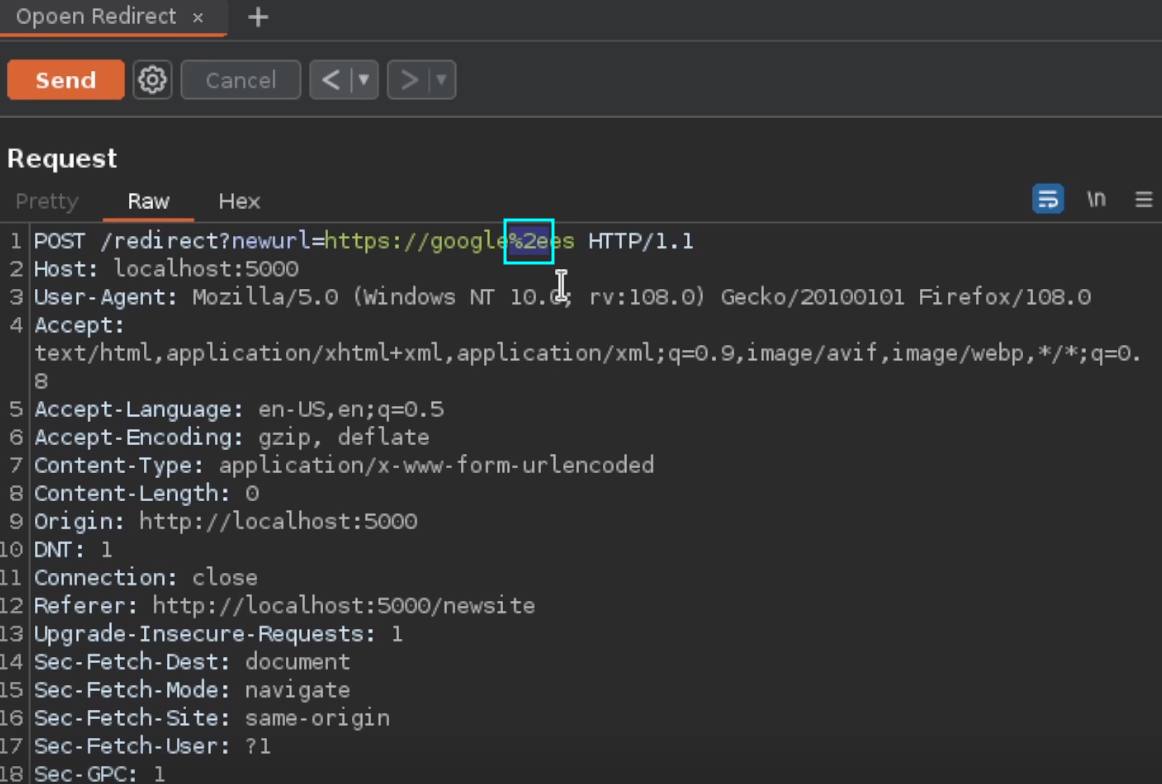 Opoen Redirect × +
Send Cancel < ▼ > ▼
Request
Pretty Raw Hex \n
1 POST /redirect?newurl=https://google%2ees HTTP/1.1
2 Host: localhost:5000
3 User-Agent: Mozilla/5.0 (Windows NT 10.0; rv:108.0) Gecko/20100101 Firefox/108.0
4 Accept:
text/html,application/xhtml+xml,application/xml;q=0.9,image/avif,image/webp,*/*;q=0.
8
5 Accept-Language: en-US,en;q=0.5
6 Accept-Encoding: gzip, deflate
7 Content-Type: application/x-www-form-urlencoded
8 Content-Length: 0
9 Origin: http://localhost:5000
10 DNT: 1
11 Connection: close
12 Referer: http://localhost:5000/newsite
13 Upgrade-Insecure-Requests: 1
14 Sec-Fetch-Dest: document
15 Sec-Fetch-Mode: navigate
16 Sec-Fetch-Site: same-origin
17 Sec-Fetch-User: ?1
18 Sec-GPC: 1